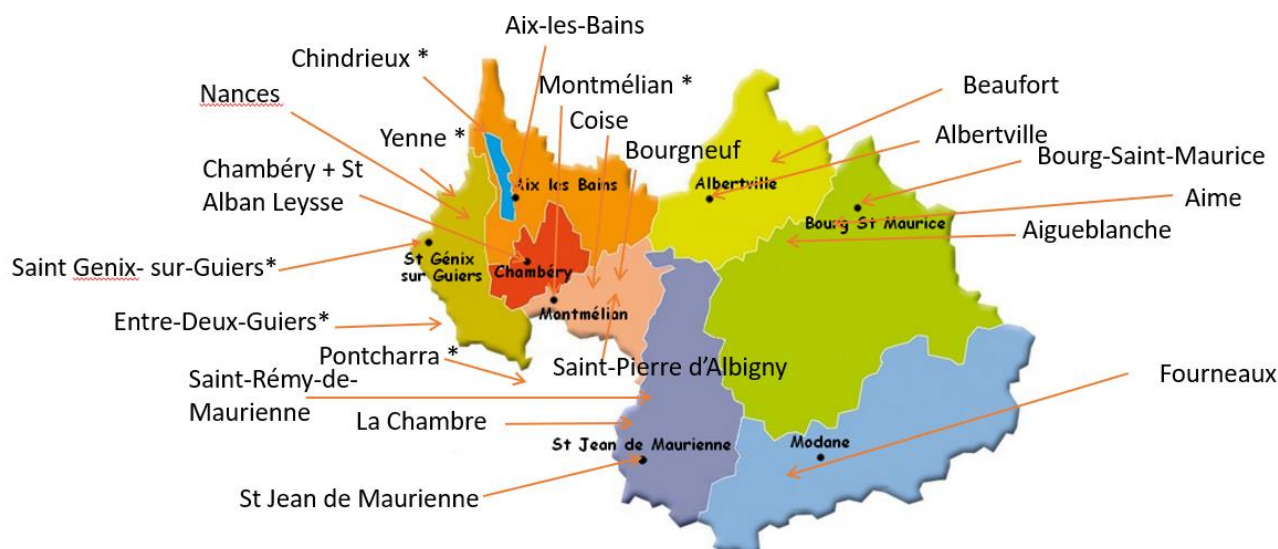 Aix-les-Bains
Chindrieux *
Montmélian *
Beaufort
Nances
Coise
Albertville
Yenne *
Bourgneuf
Bourg-Saint-Maurice
Chambéry + St
Alban Leysse
Aix les Bains
Albertville
Aime
Bourg St Maurice
Aigueblanche
Saint Genix- sur-Guiers*
St Génix
sur Guiers
Chambéry
Montmélian
Entre-Deux-Guiers*
Pontcharra *
Saint-Pierre d'Albigny
Saint-Rémy-de-
Maurienne
Fourneaux
La Chambre
St Jean de Maurienne
Modane
St Jean de Maurienne